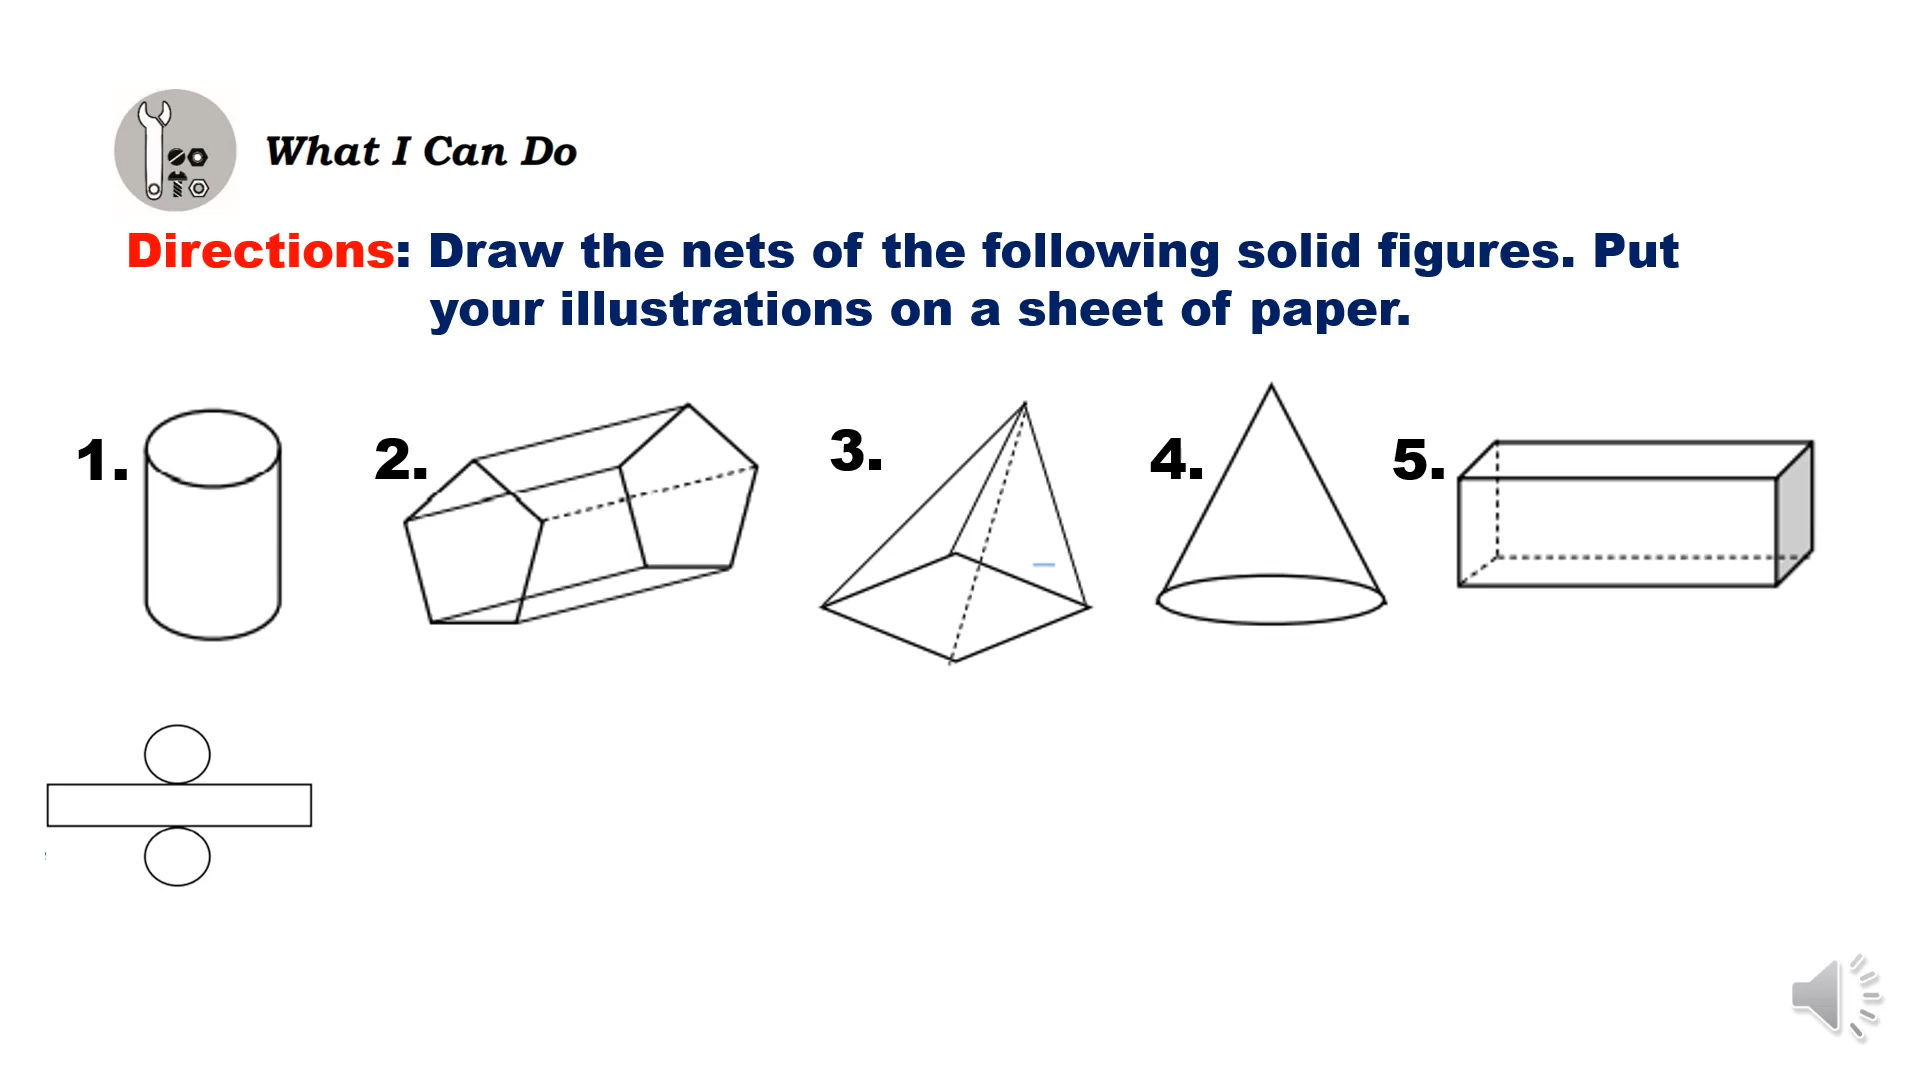 What I Can Do
Directions: Draw the nets of the following solid figures. Put
your illustrations on a sheet of paper.
1. 2. 3. 4. 5.